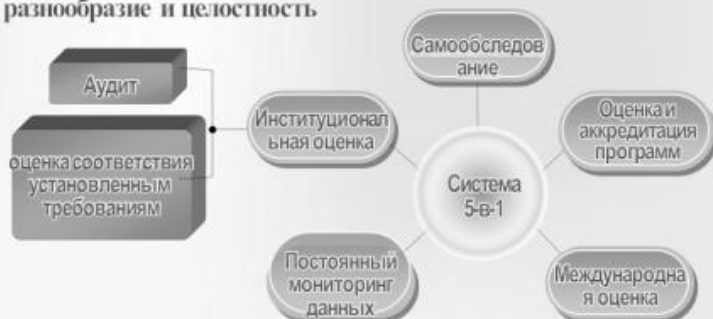 разнообразие и целостность
Самообследов
ание
Аудит
Институционал
ьная оценка
Оценка и
аккредитация
программ
оценка соответствия
установленным
требованиям
Система
5-в-1
Постоянный
мониторинг
данных
Международна
я оценка